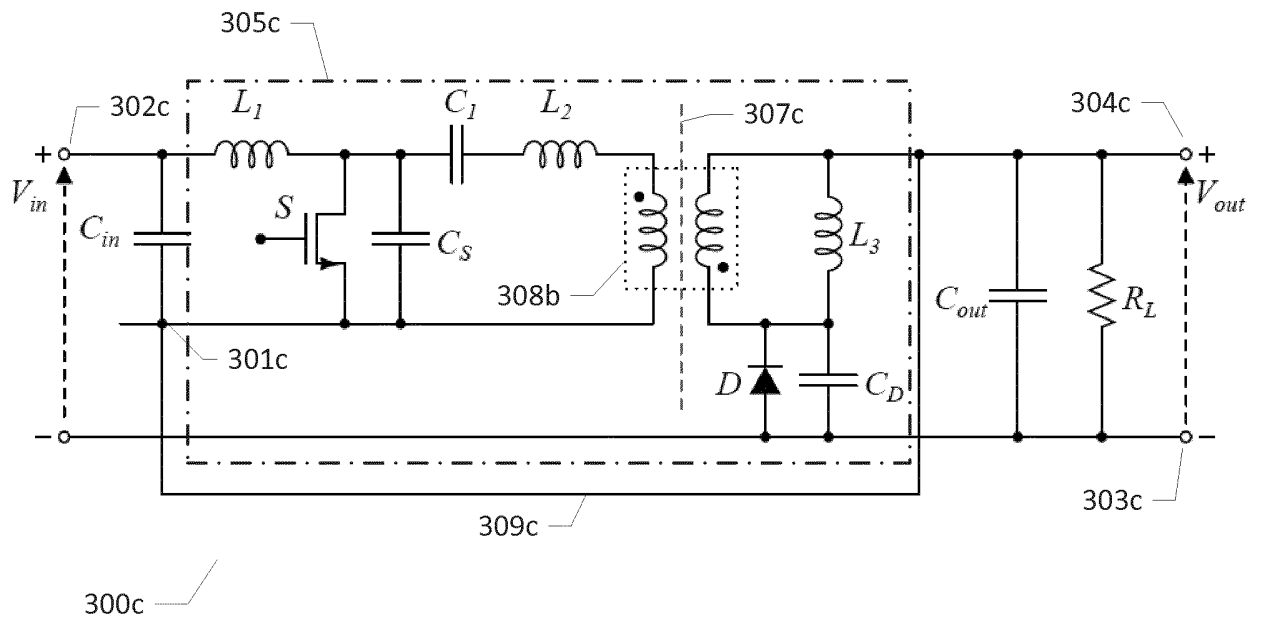 305c
302c
L1
C1
L2
307c
304c
+
+
Vin
Vout
S
Cin
CS
L3
308b
Cout
RL
301c
D
CD
−
−
303c
309c
300c